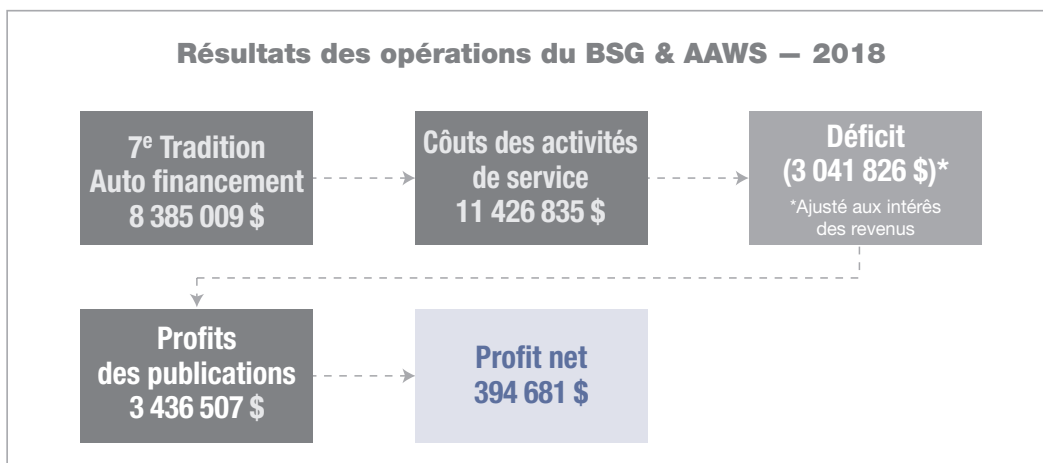 Résultats des opérations du BSG & AAWS — 2018
7e Tradition
Auto financement
8 385 009 $
Côuts des activités
de service
11 426 835 $
Déficit
(3 041 826 $)*
*Ajusté aux intérês
des revenus
Profits
des publications
3 436 507 $
Profit net
394 681 $